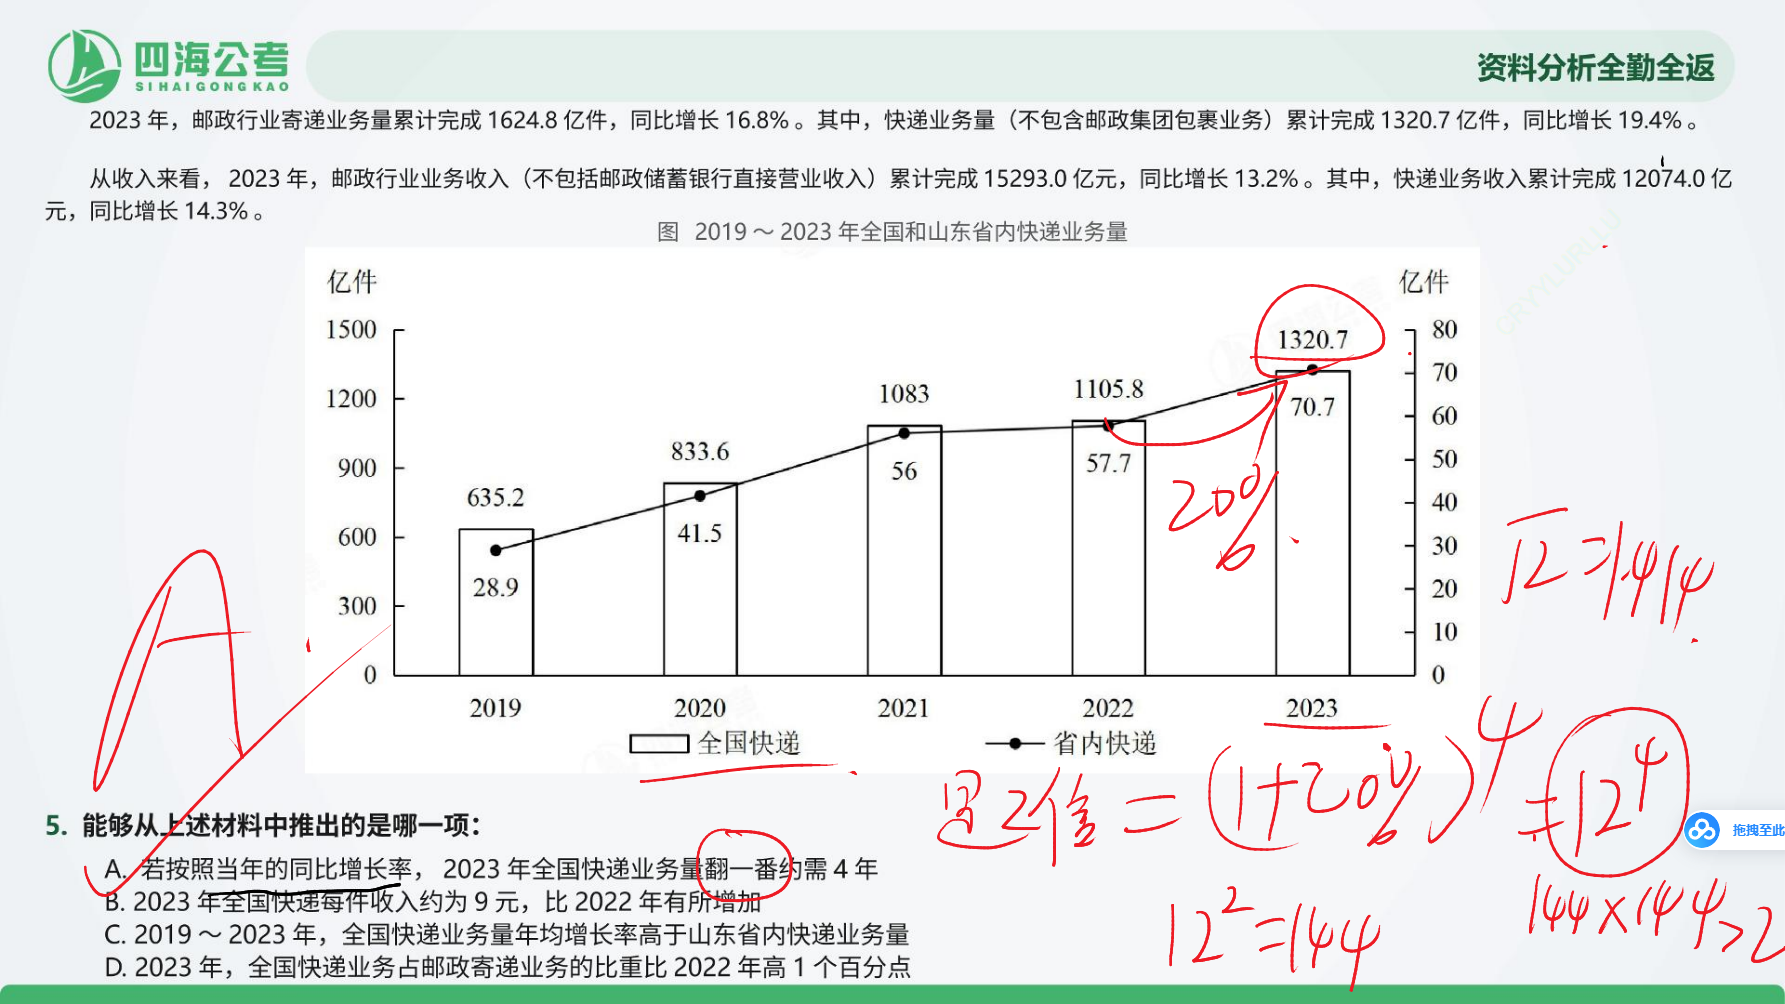 四海公考
SIHAIGONGKAO
资料分析全勤全返
2023 年，邮政行业寄递业务量累计完成 1624.8 亿件，同比增长 16.8% 。其中，快递业务量（不包含邮政集团包裹业务）累计完成 1320.7 亿件，同比增长 19.4% 。
从收入来看， 2023 年，邮政行业业务收入（不包括邮政储蓄银行直接营业收入）累计完成 15293.0 亿元，同比增长 13.2% 。其中，快递业务收入累计完成 12074.0 亿
元，同比增长 14.3% 。
图 2019 ～ 2023 年全国和山东省内快递业务量
亿件 亿件
1500 80
1320.7
70
1200
1105.8
1083
70.7
60
833.6
900
57.7
56
50
635.2
41.5
40
20%
600
30
28.9
20
√2=1.414
300
10
0 0
2019 2020 2021 2022 2023
全国快递 省内快递
A
=(1+20%)⁴=12⁴
12²=144
144×144>2
拖拽至此
5. 能够从上述材料中推出的是哪一项：
A. 若按照当年的同比增长率， 2023 年全国快递业务量翻一番约需 4 年
B. 2023 年全国快递每件收入约为 9 元，比 2022 年有所增加
C. 2019 ～ 2023 年，全国快递业务量年均增长率高于山东省内快递业务量
D. 2023 年，全国快递业务占邮政寄递业务的比重比 2022 年高 1 个百分点